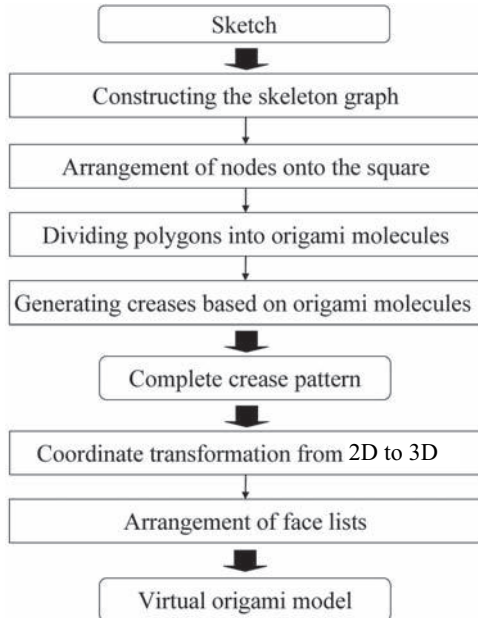 Sketch
Constructing the skeleton graph
Arrangement of nodes onto the square
Dividing polygons into origami molecules
Generating creases based on origami molecules
Complete crease pattern
Coordinate transformation from 2D to 3D
Arrangement of face lists
Virtual origami model